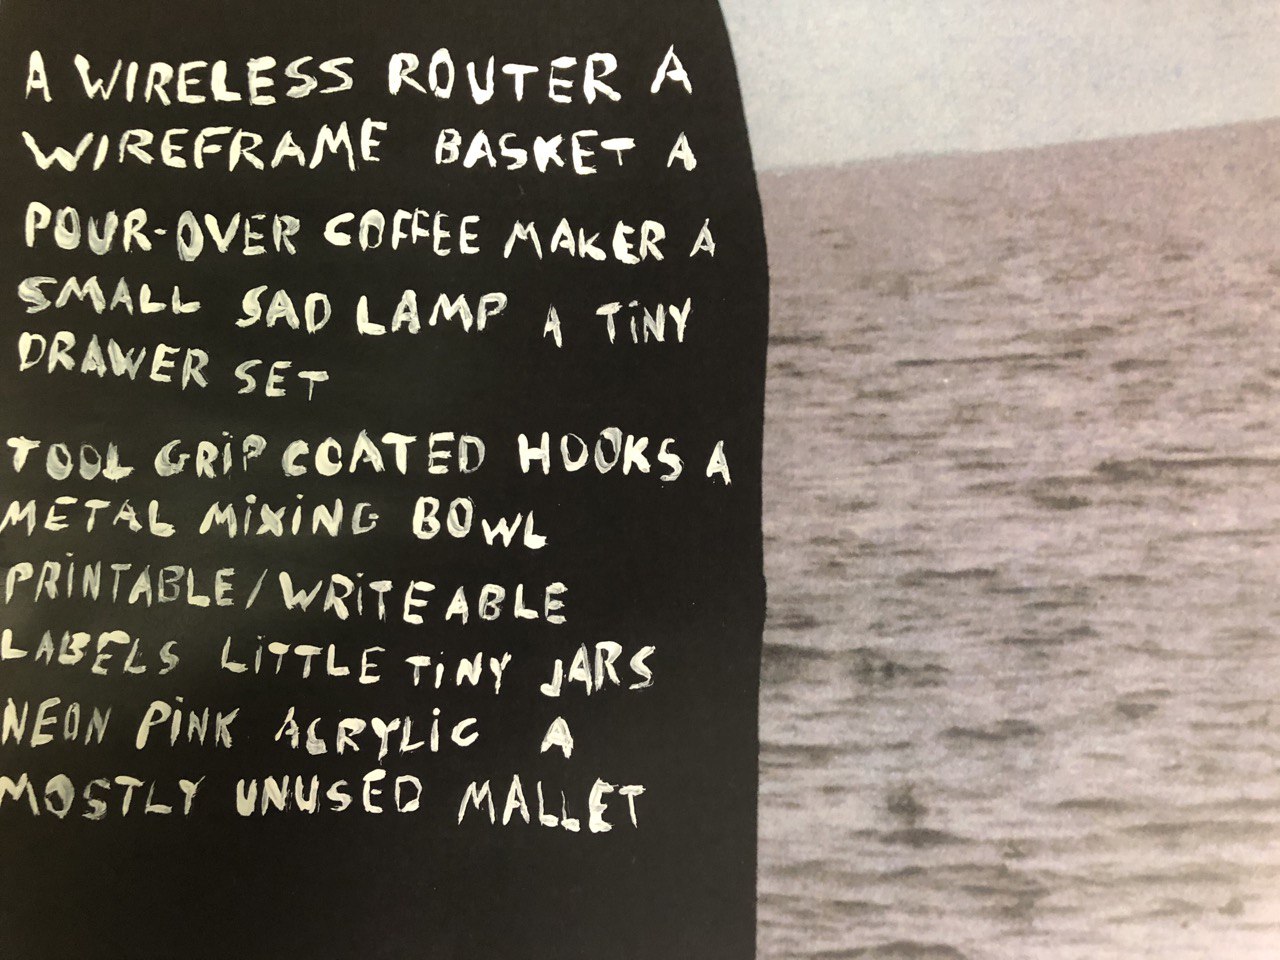 A WIRELESS ROUTER A
WIREFRAME BASKET A
POUR-OVER COFFEE MAKER A
SMALL SAD LAMP A TiNY
DRAWER SET
TOOL GRiP COATED HOOKS A
METAL MiXiNG BOWL
PRiNTABLE/WRiTEABLE
LABELS LiTTLE TiNY JARS
NEON PiNK ACRYLiC A
MOSTLY UNUSED MALLET